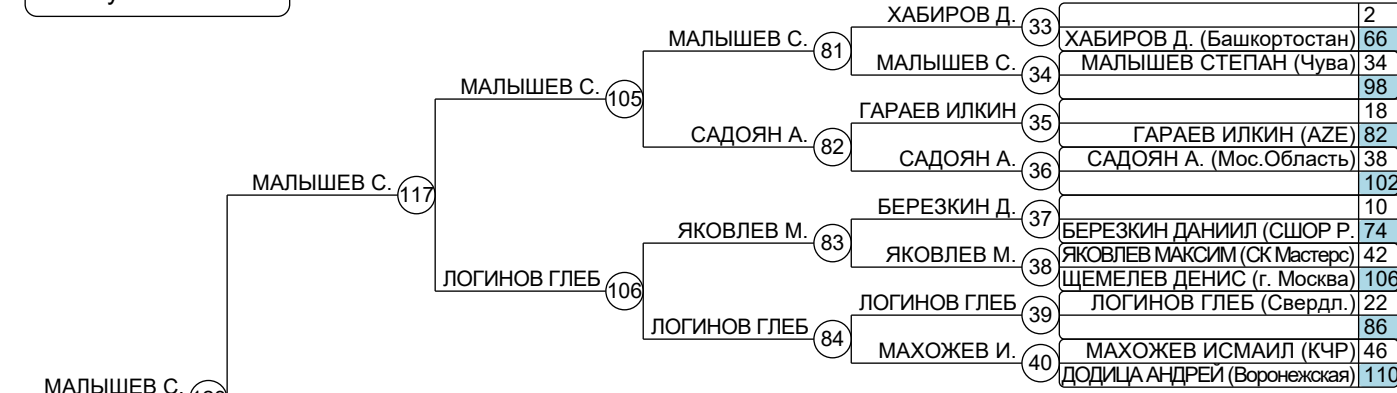 ХАБИРОВ Д. 33 2
МАЛЫШЕВ С. 81 ХАБИРОВ Д. (Башкортостан) 66
МАЛЫШЕВ С. 34 МАЛЫШЕВ СТЕПАН (Чува) 34
МАЛЫШЕВ С. 105 98
ГАРАЕВ ИЛКИН 35 18
САДОЯН А. 82 ГАРАЕВ ИЛКИН (AZE) 82
САДОЯН А. 36 САДОЯН А. (Мос.Область) 38
МАЛЫШЕВ С. 117 102
БЕРЕЗКИН Д. 37 10
ЯКОВЛЕВ М. 83 БЕРЕЗКИН ДАНИИЛ (СШОР Р. 74
ЯКОВЛЕВ М. 38 ЯКОВЛЕВ МАКСИМ (СК Мастерс) 42
ЛОГИНОВ ГЛЕБ 106 ЩЕМЕЛЕВ ДЕНИС (г. Москва) 106
ЛОГИНОВ ГЛЕБ 39 ЛОГИНОВ ГЛЕБ (Свердл.) 22
ЛОГИНОВ ГЛЕБ 84 86
МАХОЖЕВ И. 40 МАХОЖЕВ ИСМАИЛ (КЧР) 46
ДОДИЦА АНДРЕЙ (Воронежская) 110
МАЛЫШЕВ С.